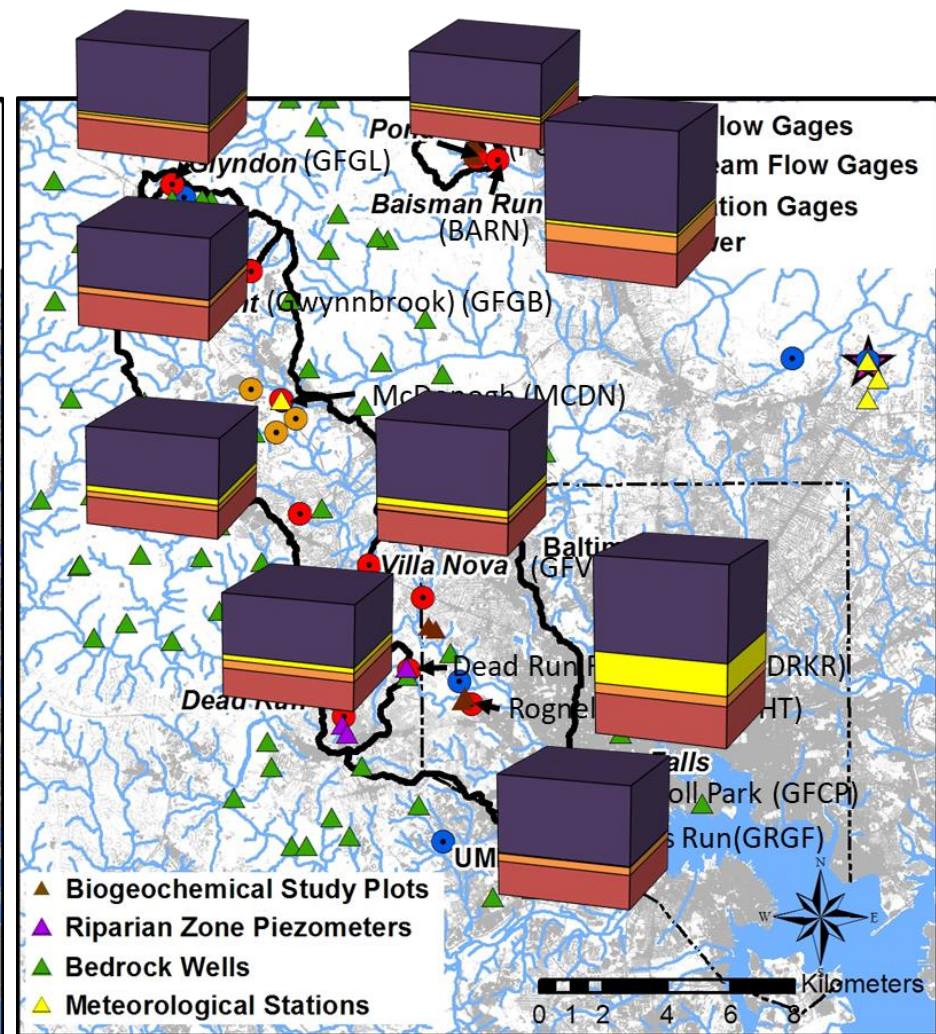 Pond
low Gages
Glyndon (GFGL)
eam Flow Gages
Baisman Run
ation Gages
(BARN)
ver
nt (Gwynnbrook) (GFGB)
McDonogh (MCDN)
Baltim
Villa Nova (GFV
Dead Run F DRKR)
Dead Run
Rognel HT)
Falls
oll Park (GFCP)
s Run(GRGF)
UM
Biogeochemical Study Plots
Riparian Zone Piezometers
Bedrock Wells
Meteorological Stations
N
W E
S
Kilometers
0 2 4 6 8